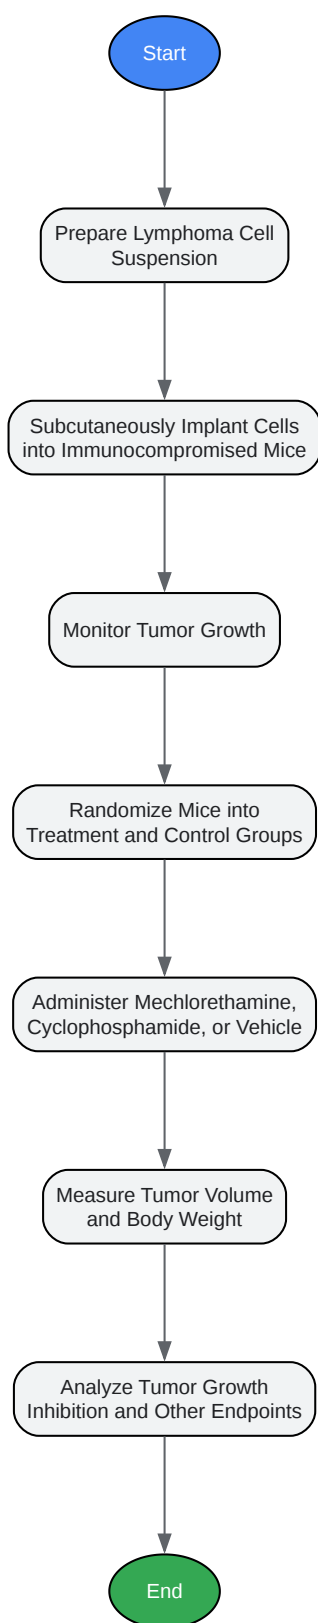 Start
Prepare Lymphoma Cell
Suspension
Subcutaneously Implant Cells
into Immunocompromised Mice
Monitor Tumor Growth
Randomize Mice into
Treatment and Control Groups
Administer Mechlorethamine,
Cyclophosphamide, or Vehicle
Measure Tumor Volume
and Body Weight
Analyze Tumor Growth
Inhibition and Other Endpoints
End